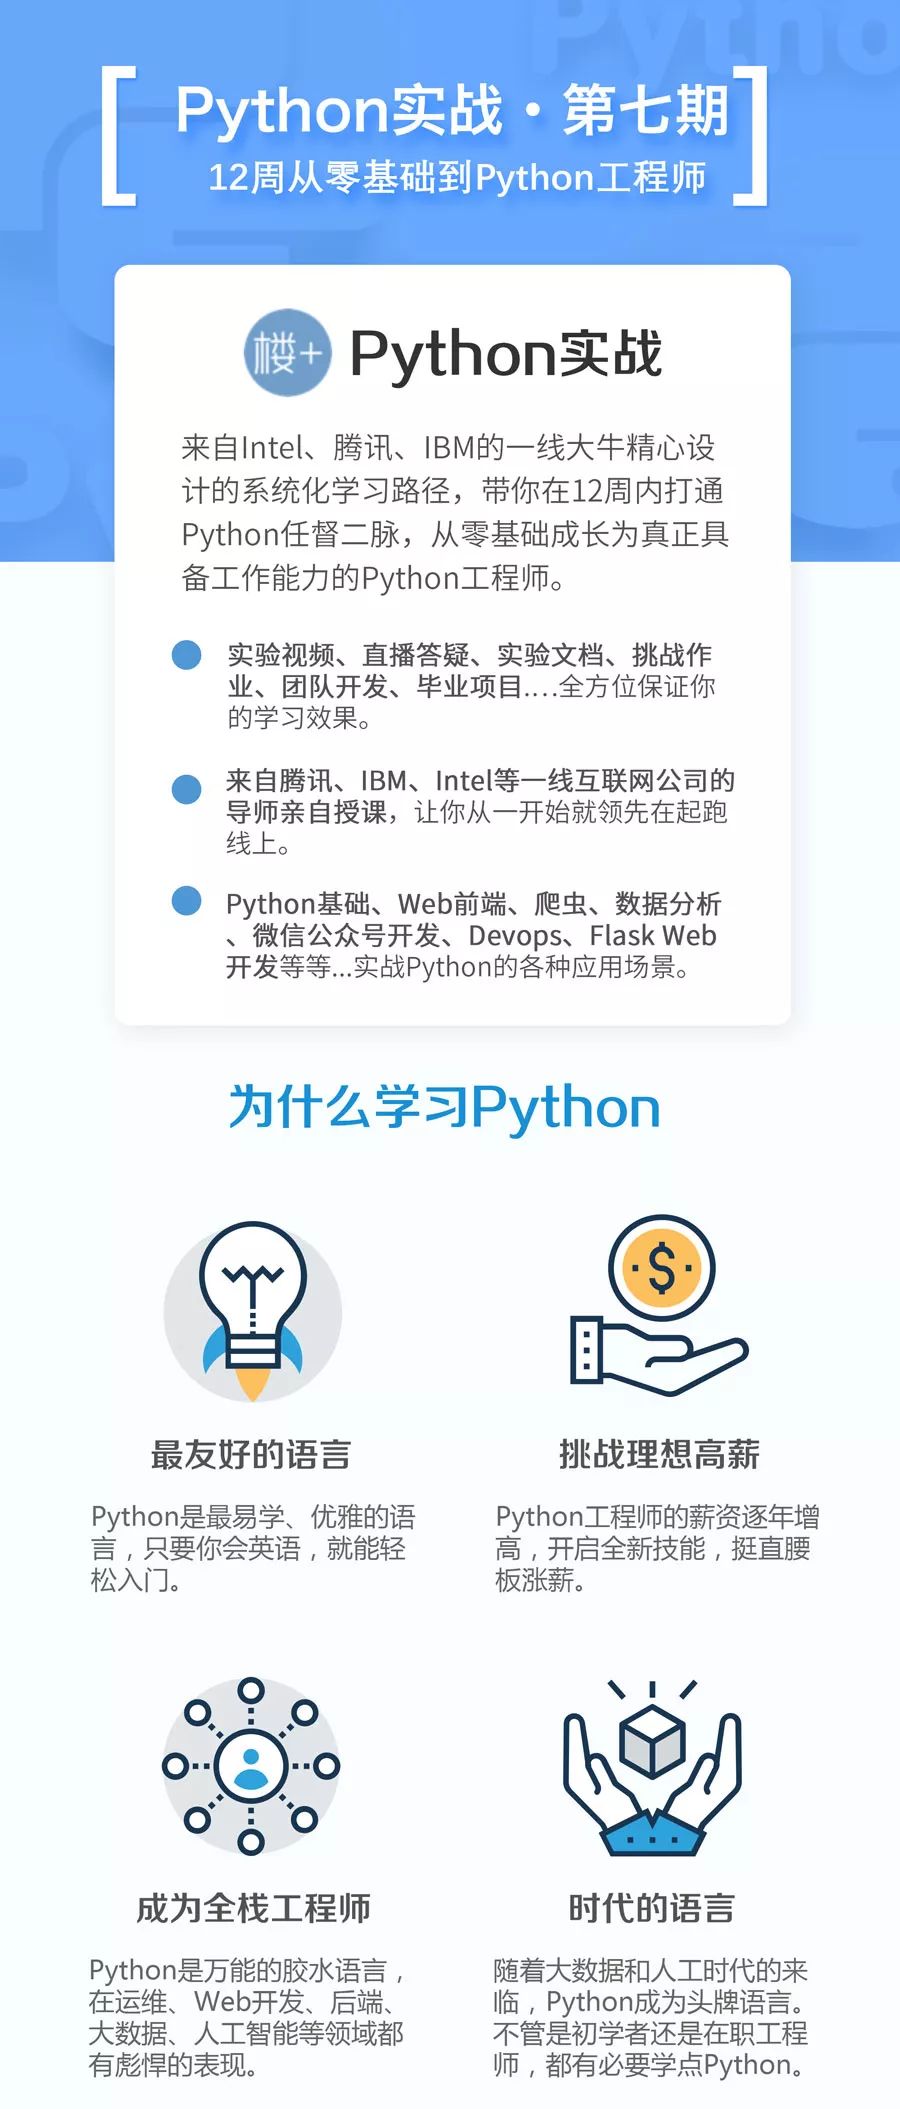 Python
Python实战·第七期
12周从零基础到Python工程师
楼+ Python实战
来自Intel、腾讯、IBM的一线大牛精心设
计的系统化学习路径，带你在12周内打通
Python任督二脉，从零基础成长为真正具
备工作能力的Python工程师。
实验视频、直播答疑、实验文档、挑战作
业、团队开发、毕业项目....全方位保证你
的学习效果。
来自腾讯、IBM、Intel等一线互联网公司的
导师亲自授课，让你从一开始就领先在起跑
线上。
Python基础、Web前端、爬虫、数据分析
、微信公众号开发、Devops、Flask Web
开发等等...实战Python的各种应用场景。
为什么学习Python
最友好的语言
Python是最易学、优雅的语
言，只要你会英语，就能轻
松入门。
挑战理想高薪
Python工程师的薪资逐年增
高，开启全新技能，挺直腰
板涨薪。
成为全栈工程师
Python是万能的胶水语言，
在运维、Web开发、后端、
大数据、人工智能等领域都
有彪悍的表现。
时代的语言
随着大数据和人工时代的来
临，Python成为头牌语言。
不管是初学者还是在职工程
师，都有必要学点Python。